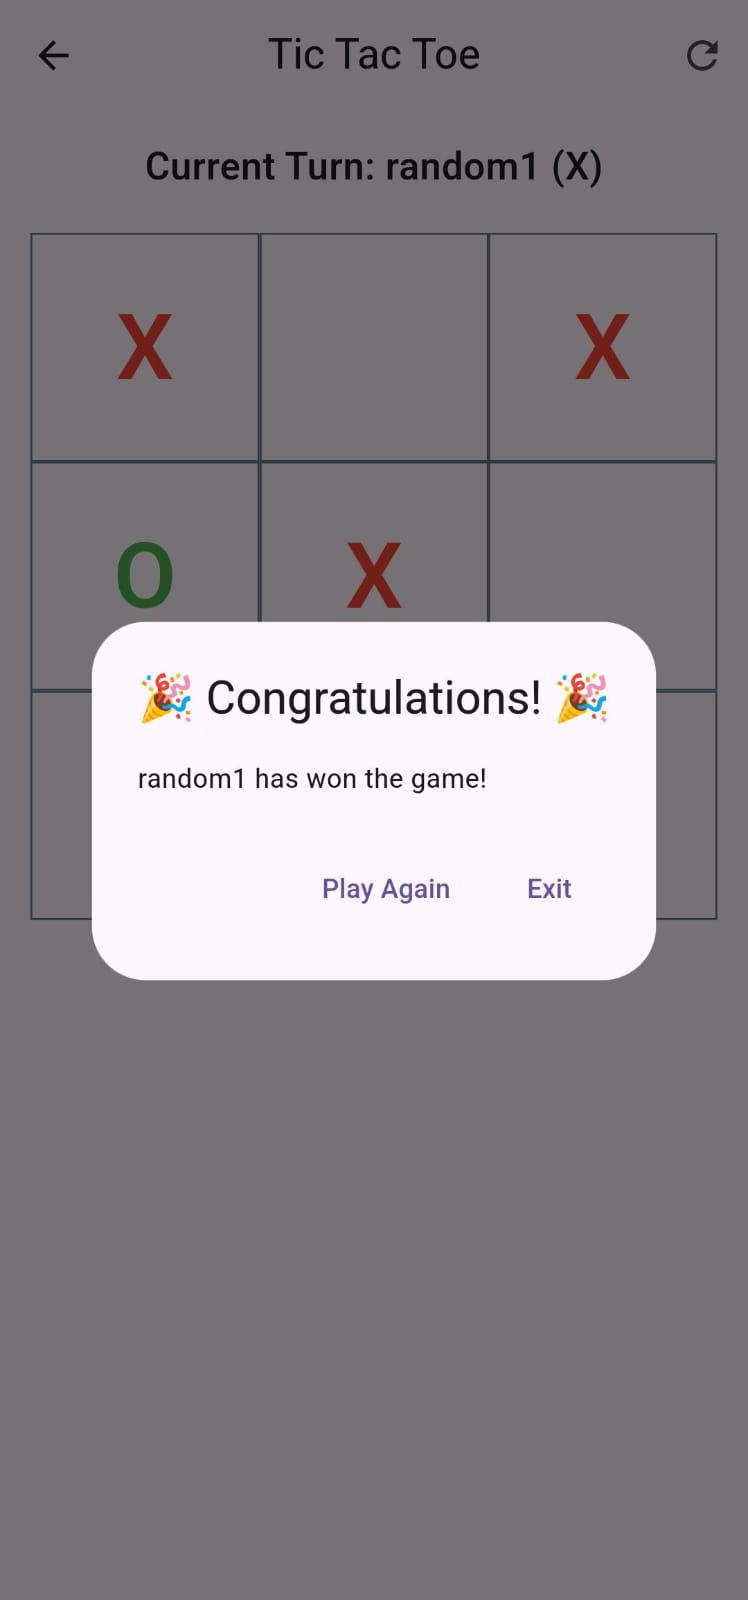 Tic Tac Toe
Current Turn: random1 (X)
X X
O X
🎉 Congratulations! 🎉
random1 has won the game!
Play Again Exit